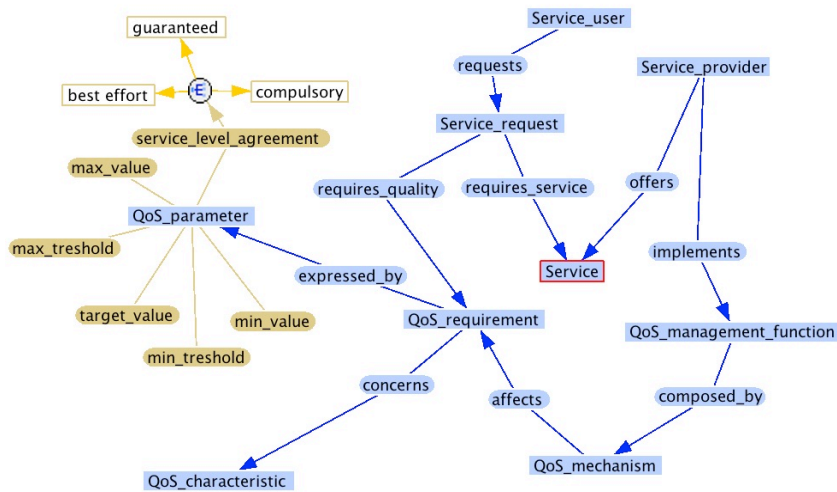 guaranteed
Service_user
best effort
compulsory
requests
Service_provider
service_level_agreement
Service_request
max_value
requires_quality
requires_service
offers
QoS_parameter
max_treshold
expressed_by
Service
implements
target_value
min_value
QoS_requirement
QoS_management_function
min_treshold
concerns
affects
composed_by
QoS_characteristic
QoS_mechanism